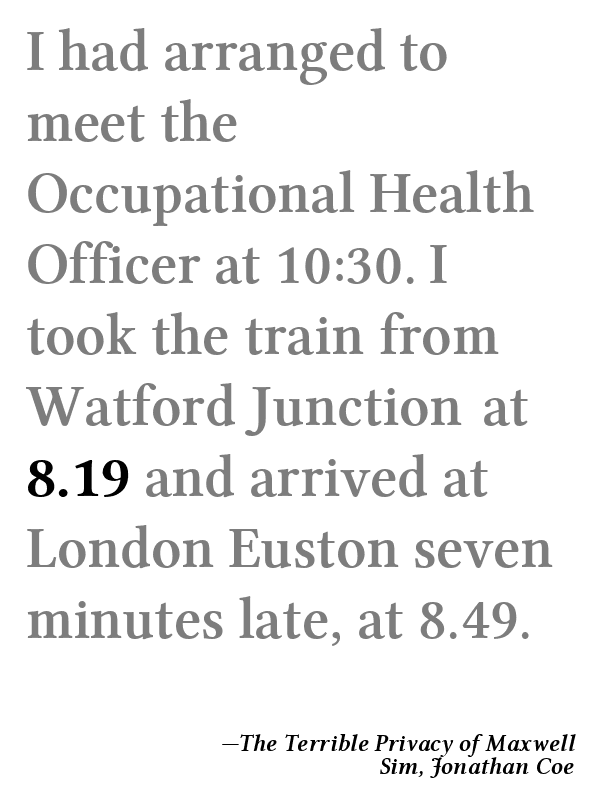 I had arranged to
meet the
Occupational Health
Officer at 10:30. I
took the train from
Watford Junction at
8.19 and arrived at
London Euston seven
minutes late, at 8.49.
—The Terrible Privacy of Maxwell
Sim, Jonathan Coe